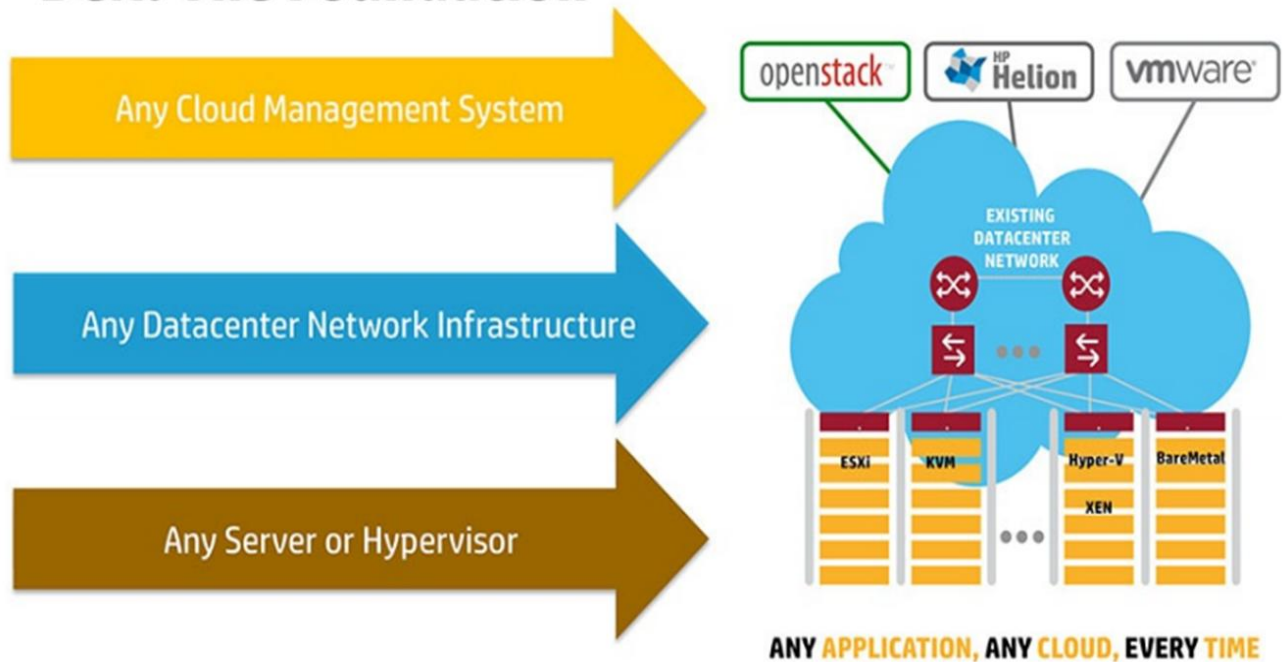 Any Cloud Management System
Any Datacenter Network Infrastructure
Any Server or Hypervisor
openstack™
HP
Helion
vmware®
EXISTING
DATACENTER
NETWORK
ESXi
KVM
Hyper-V
BareMetal
XEN
ANY APPLICATION, ANY CLOUD, EVERY TIME